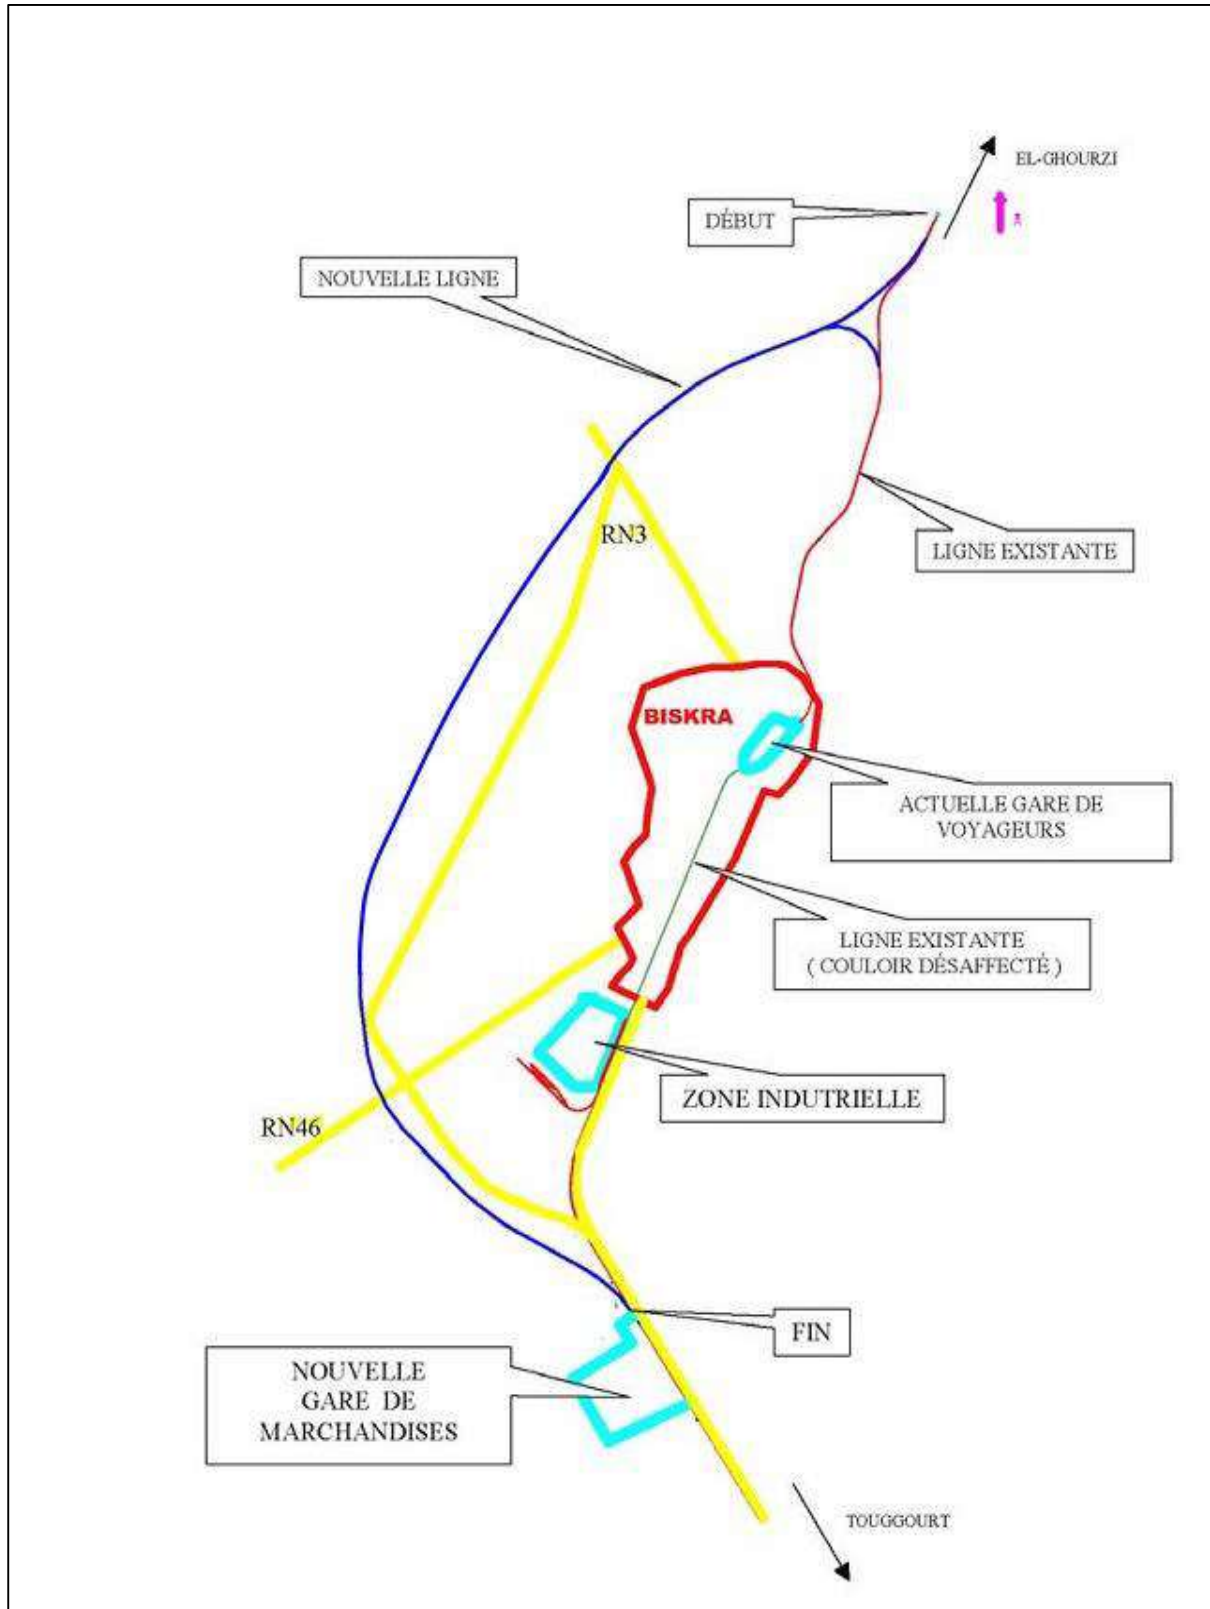 EL-GHOURZI
DÉBUT
NOUVELLE LIGNE
RN3
LIGNE EXISTANTE
BISKRA
ACTUELLE GARE DE
VOYAGEURS
LIGNE EXISTANTE
( COULOIR DÉSAFFECTÉ )
ZONE INDUTRIELLE
RN46
FIN
NOUVELLE
GARE DE
MARCHANDISES
TOUGGOURT